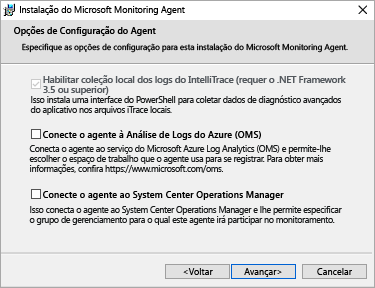 Instalação do Microsoft Monitoring Agent
Opções de Configuração do Agent
Especifique as opções de configuração para esta instalação do Microsoft Monitoring Agent.
Habilitar coleção local dos logs do IntelliTrace (requer o .NET Framework
3.5 ou superior)
Isso instala uma interface do PowerShell para coletar dados de diagnóstico avançados
do aplicativo nos arquivos iTrace locais.
Conecte o agente à Análise de Logs do Azure (OMS)
Conecta o agente ao serviço do Microsoft Azure Log Analytics (OMS) e permite-lhe
escolher o espaço de trabalho que o agente usa para se registrar. Para obter mais
informações, confira https://www.microsoft.com/oms.
Conecte o agente ao System Center Operations Manager
Isso conecta o agente ao System Center Operations Manager e lhe permite especificar
o grupo de gerenciamento para o qual este agente irá participar no monitoramento.
<Voltar Avançar> Cancelar